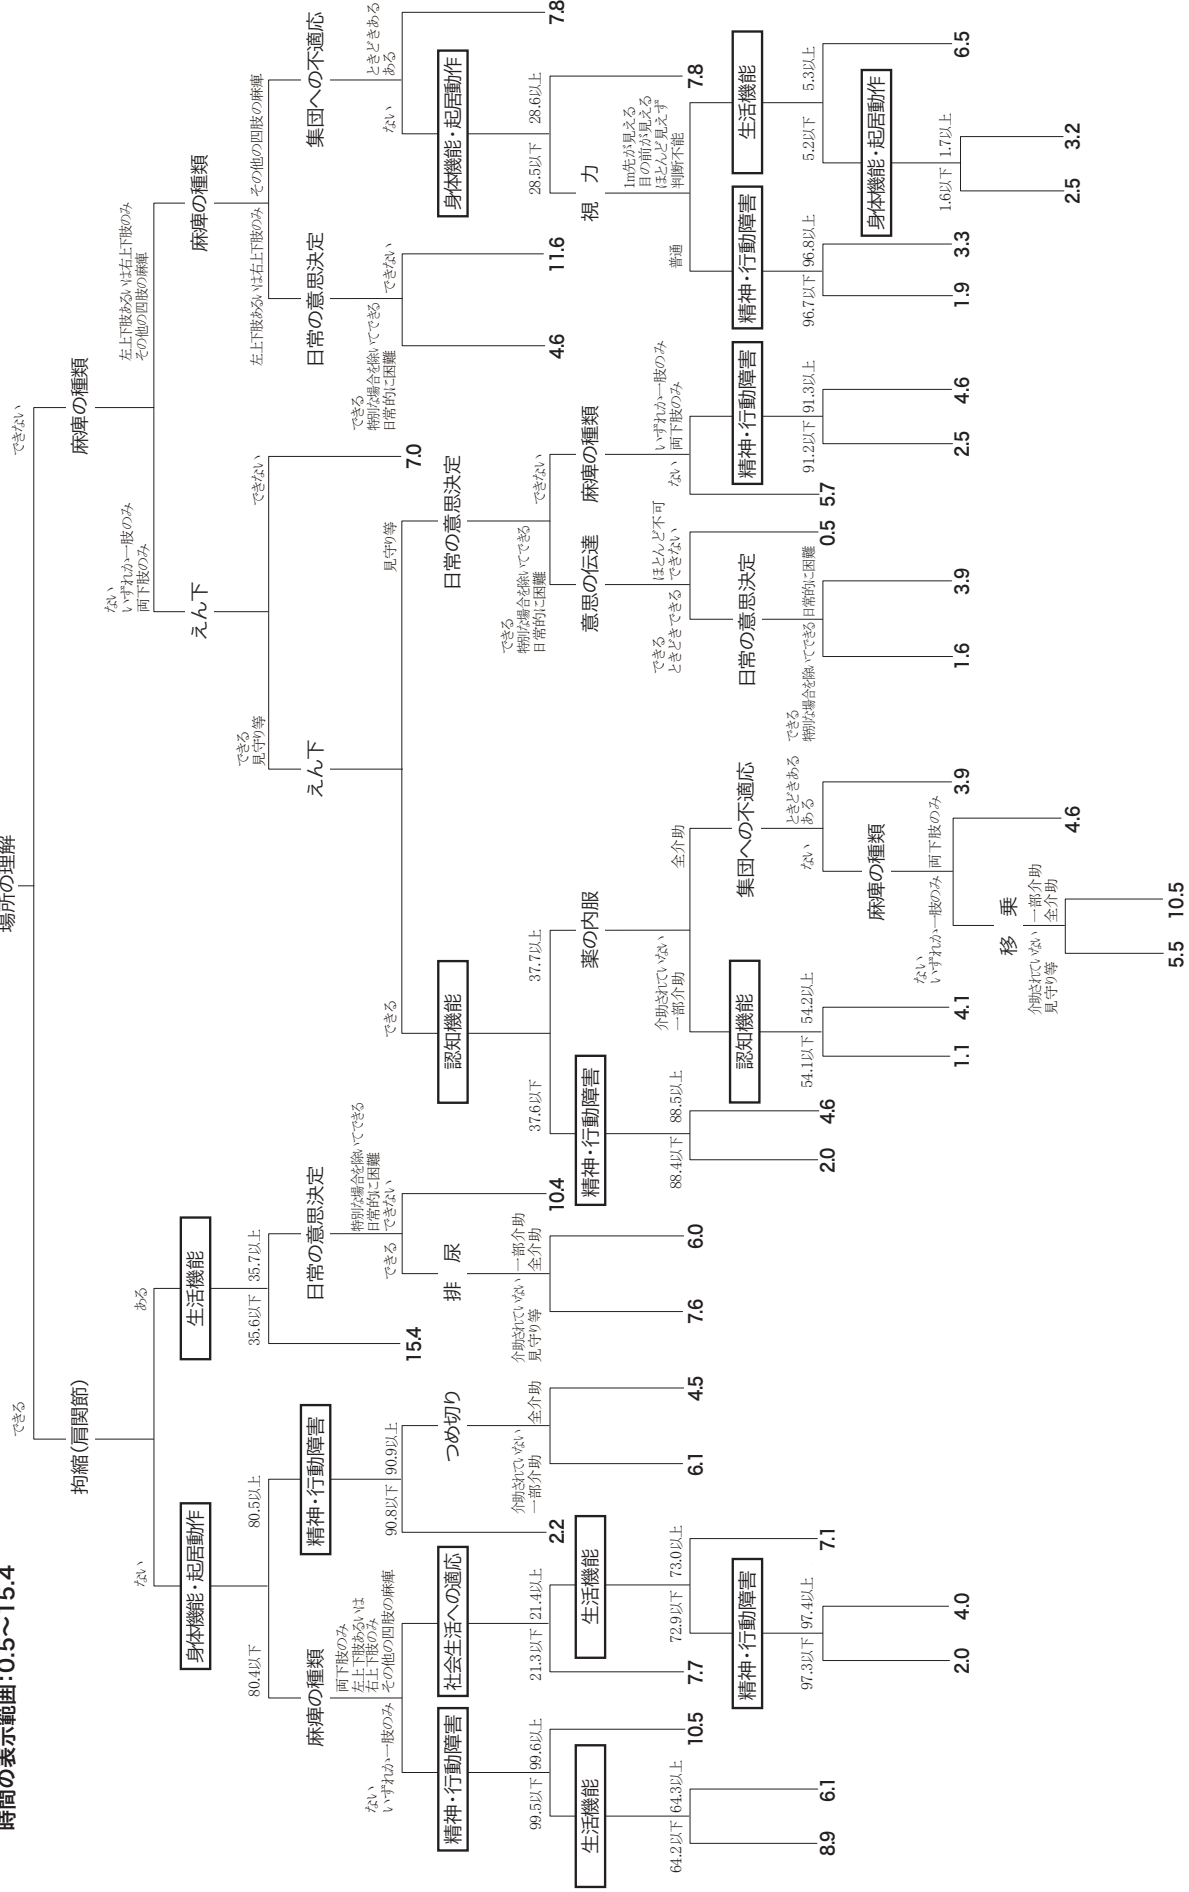 時間の表示範囲：0.5～15.4
場所の理解
できる
できない
拘縮（肩関節）
ない
ある
身体機能・起居動作
80.4以下
80.5以上
麻痺の種類
ない
いずれか一肢のみ
両下肢のみ
左上下肢あるいは
右上下肢のみ
その他の四肢の麻痺
精神・行動障害
99.5以下
99.6以上
生活機能
64.2以下
64.3以上
8.9
6.1
10.5
社会生活への適応
21.3以下
21.4以上
7.7
生活機能
72.9以下
73.0以上
精神・行動障害
97.3以下
97.4以上
2.0
4.0
7.1
精神・行動障害
90.8以下
90.9以上
2.2
つめ切り
介助されていない
一部介助
全介助
6.1
4.5
生活機能
35.6以下
35.7以上
15.4
日常の意思決定
できる
特別な場合を除いてできる
日常的に困難
できない
排　尿
介助されていない
見守り等
一部介助
全介助
7.6
6.0
10.4
麻痺の種類
ない
いずれか一肢のみ
両下肢のみ
左上下肢あるいは右上下肢のみ
その他の四肢の麻痺
えん下
できる
見守り等
できない
7.0
えん下
できる
見守り等
認知機能
37.6以下
37.7以上
精神・行動障害
88.4以下
88.5以上
2.0
4.6
薬の内服
介助されていない
一部介助
全介助
認知機能
54.1以下
54.2以上
1.1
4.1
集団への不適応
ない
ときどきある
ある
麻痺の種類
ない
いずれか一肢のみ
両下肢のみ
移　乗
介助されていない
見守り等
一部介助
全介助
5.5
10.5
4.6
3.9
日常の意思決定
できる
特別な場合を除いてできる
日常的に困難
できない
意思の伝達
できる
ときどきできる
ほとんど不可
できない
日常の意思決定
できる
特別な場合を除いてできる
日常的に困難
1.6
3.9
0.5
麻痺の種類
ない
いずれか一肢のみ
両下肢のみ
5.7
精神・行動障害
91.2以下
91.3以上
2.5
4.6
麻痺の種類
左上下肢あるいは右上下肢のみ
その他の四肢の麻痺
日常の意思決定
できる
特別な場合を除いてできる
日常的に困難
できない
4.6
11.6
集団への不適応
ない
ときどきある
ある
7.8
身体機能・起居動作
28.5以下
28.6以上
7.8
視　力
普通
1m先が見える
目の前が見える
ほとんど見えず
判断不能
精神・行動障害
96.7以下
96.8以上
1.9
3.3
生活機能
5.2以下
5.3以上
身体機能・起居動作
1.6以下
1.7以上
2.5
3.2
6.5